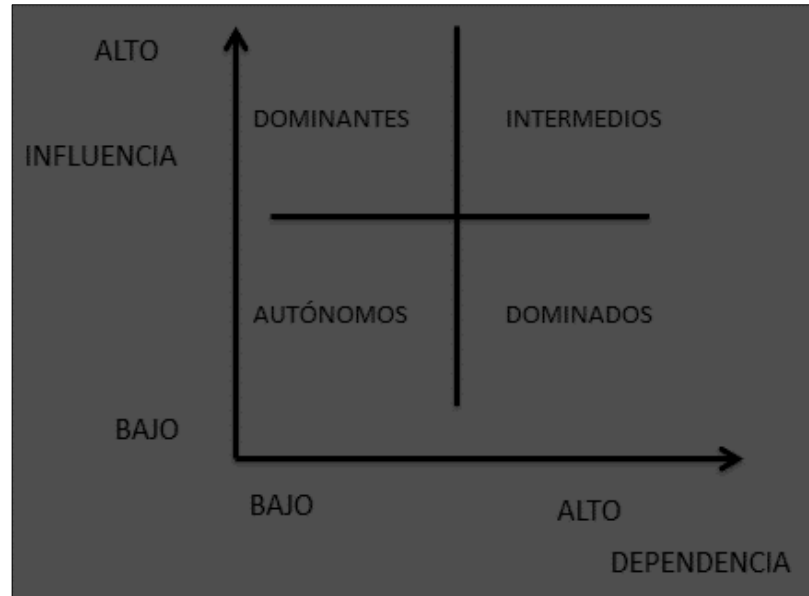 ALTO
DOMINANTES INTERMEDIOS
INFLUENCIA
AUTÓNOMOS DOMINADOS
BAJO
BAJO ALTO
DEPENDENCIA